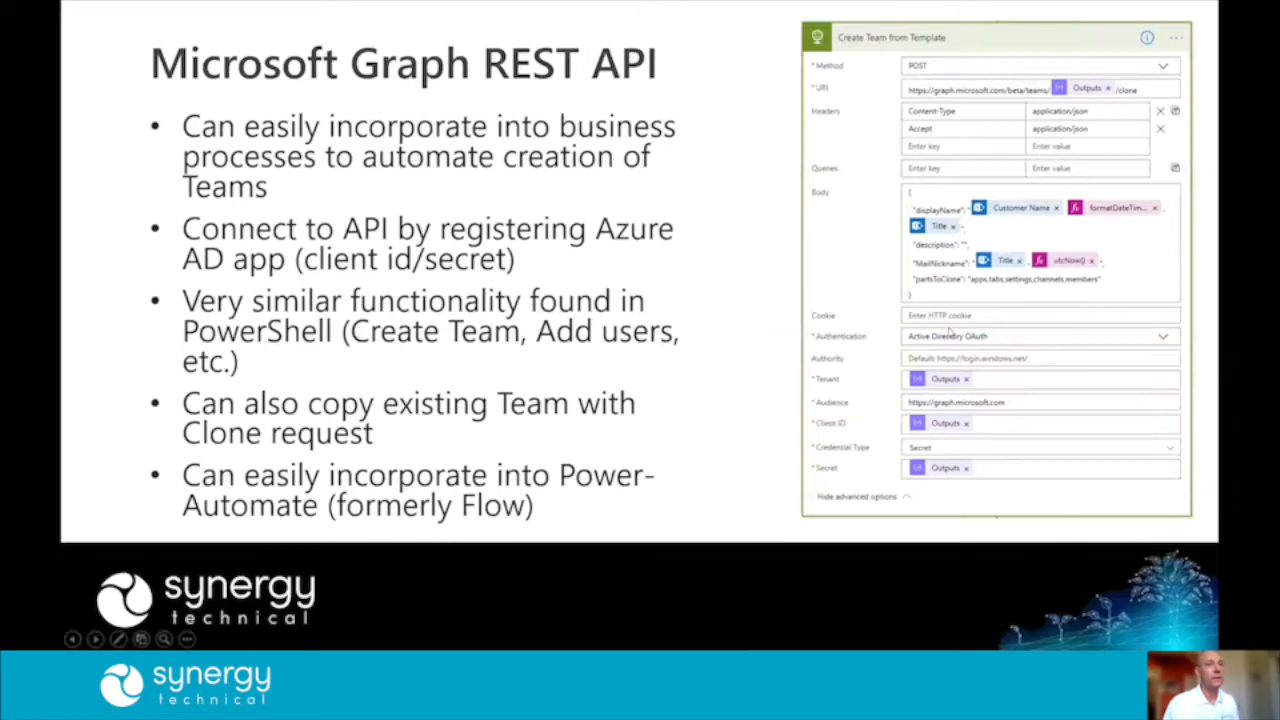 Microsoft Graph REST API
• Can easily incorporate into business
processes to automate creation of
Teams
• Connect to API by registering Azure
AD app (client id/secret)
• Very similar functionality found in
PowerShell (Create Team, Add users,
etc.)
• Can also copy existing Team with
Clone request
• Can easily incorporate into Power-
Automate (formerly Flow)
Create Team from Template
* Method POST
* URI https://graph.microsoft.com/beta/teams/ Outputs × /clone
Headers Content-Type application/json
Accept application/json
Enter key Enter value
Queries Enter key Enter value
Body {
"displayName": " Customer Name × formatDateTim... ×
Title × ",
"description": "",
"MailNickname": " Title × utcNow() × ",
"partsToClone": "apps,tabs,settings,channels,members"
}
Cookie Enter HTTP cookie
* Authentication Active Directory OAuth
Authority Default: https://login.windows.net/
* Tenant Outputs ×
* Audience https://graph.microsoft.com
* Client ID Outputs ×
* Credential Type Secret
* Secret Outputs ×
Hide advanced options
synergy
technical
synergy
technical